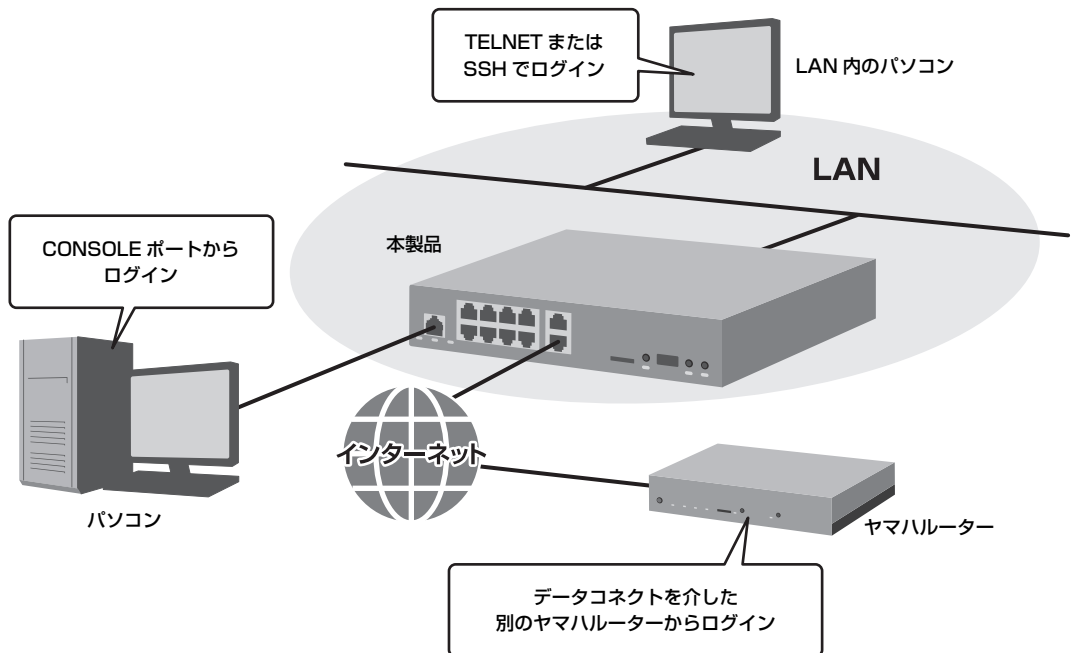 TELNET または
SSH でログイン
LAN 内のパソコン
LAN
CONSOLE ポートから
ログイン
本製品
インターネット
パソコン
ヤマハルーター
データコネクトを介した
別のヤマハルーターからログイン